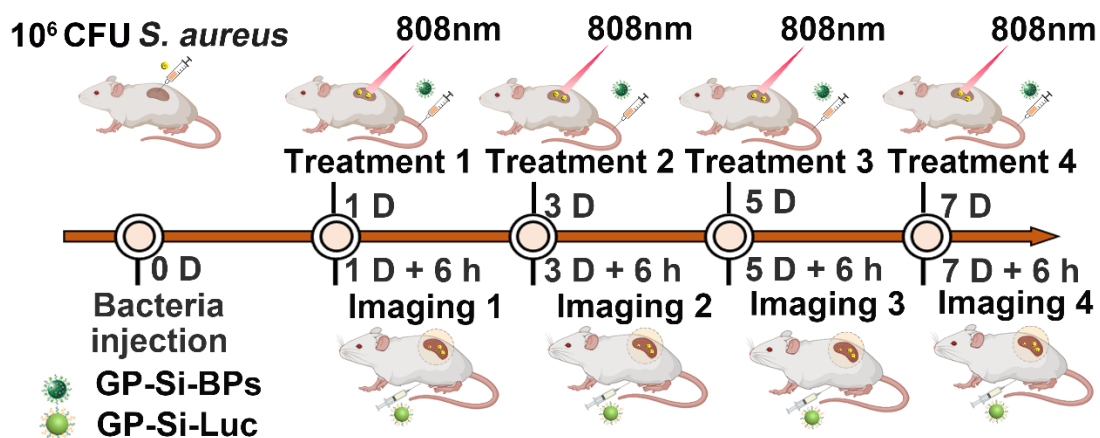 10⁶ CFU S. aureus
808nm 808nm 808nm 808nm
Treatment 1 Treatment 2 Treatment 3 Treatment 4
1 D 3 D 5 D 7 D
0 D 1 D + 6 h 3 D + 6 h 5 D + 6 h 7 D + 6 h
Bacteria
injection
Imaging 1 Imaging 2 Imaging 3 Imaging 4
GP-Si-BPs
GP-Si-Luc